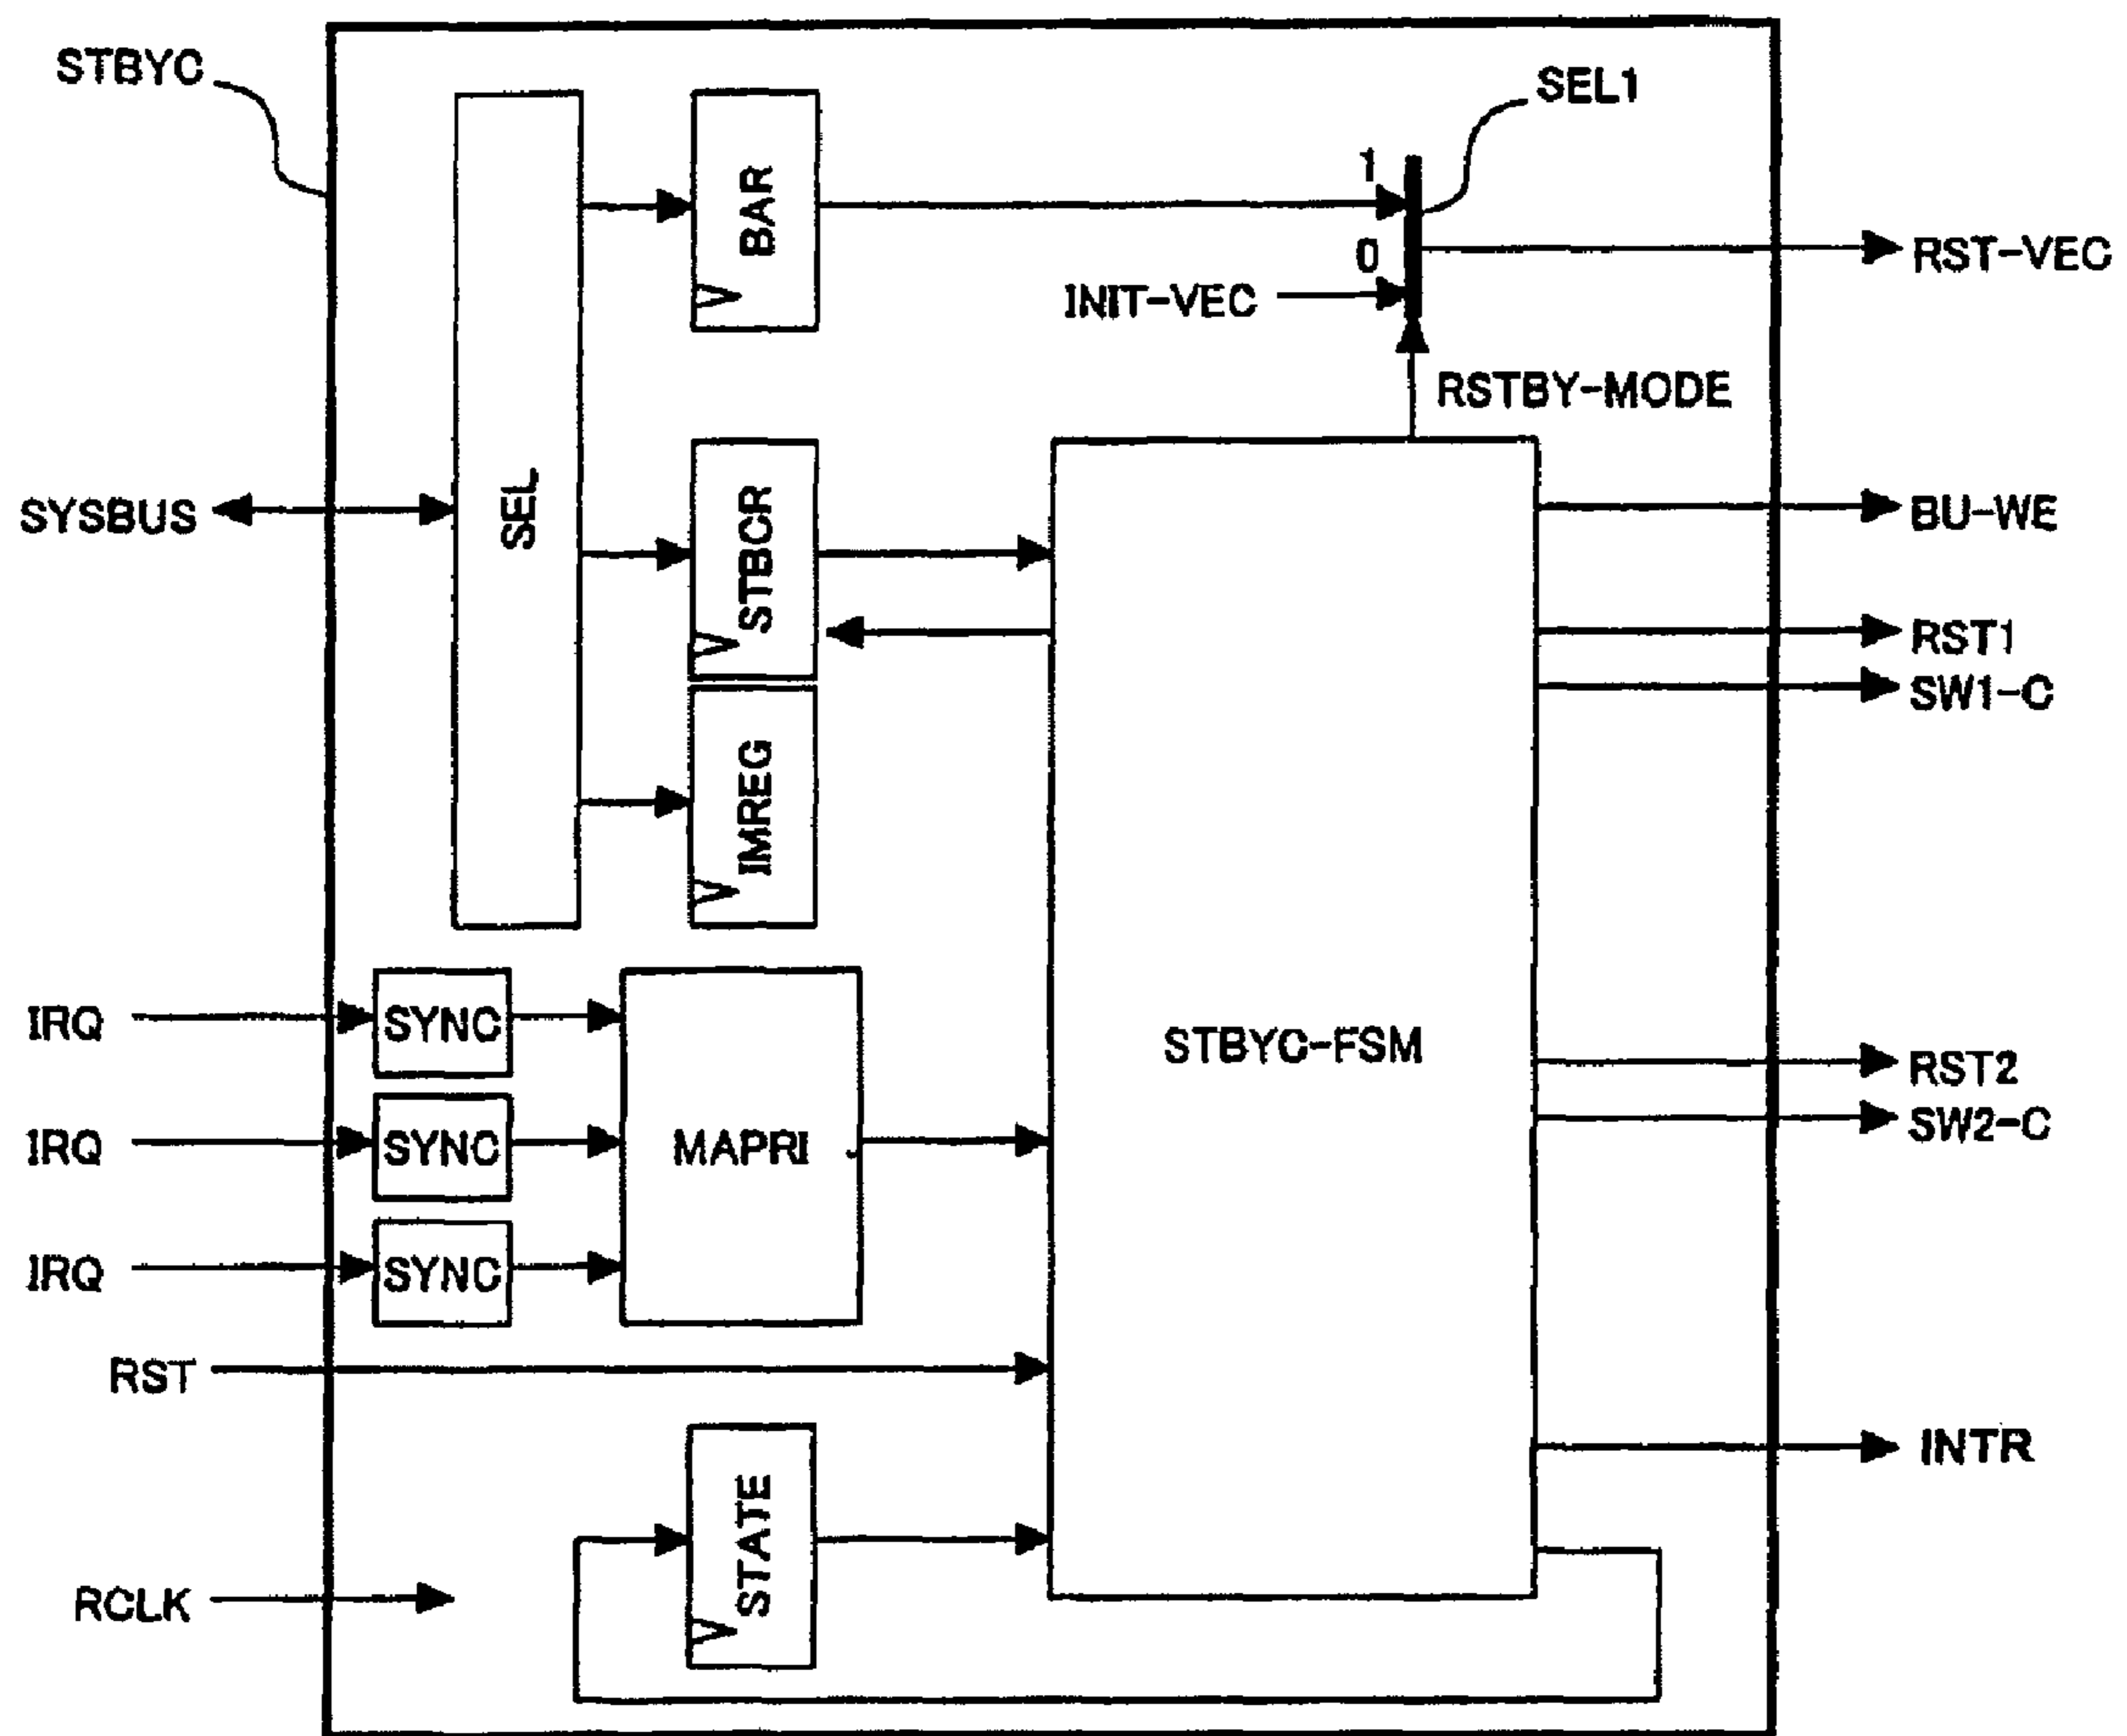 STBYC
SEL1
BAR
1
0
INIT-VEC
RST-VEC
RSTBY-MODE
SYSBUS
SEL
STBCR
BU-WE
RST1
SW1-C
IMREG
IRQ
SYNC
IRQ
SYNC
IRQ
SYNC
MAPRI
STBYC-FSM
RST2
SW2-C
RST
INTR
STATE
RCLK